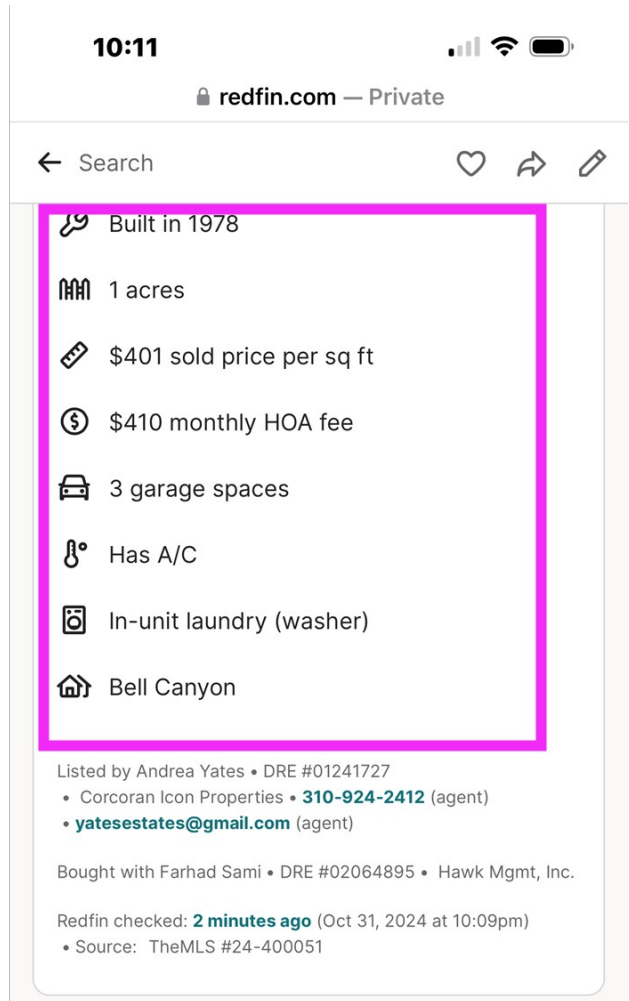 10:11
redfin.com — Private
Search
Built in 1978
1 acres
$401 sold price per sq ft
$410 monthly HOA fee
3 garage spaces
Has A/C
In-unit laundry (washer)
Bell Canyon
Listed by Andrea Yates • DRE #01241727
• Corcoran Icon Properties • 310-924-2412 (agent)
• yatesestates@gmail.com (agent)
Bought with Farhad Sami • DRE #02064895 • Hawk Mgmt, Inc.
Redfin checked: 2 minutes ago (Oct 31, 2024 at 10:09pm)
• Source: TheMLS #24-400051